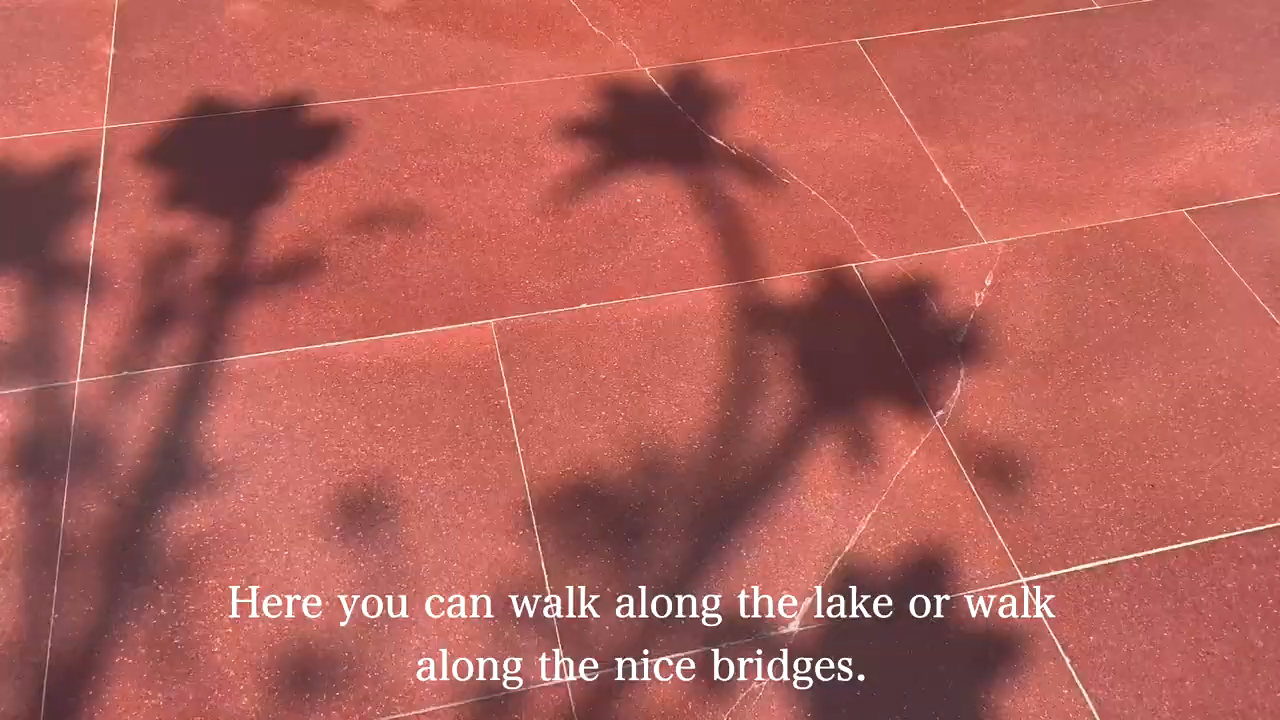 Here you can walk along the lake or walk
along the nice bridges.